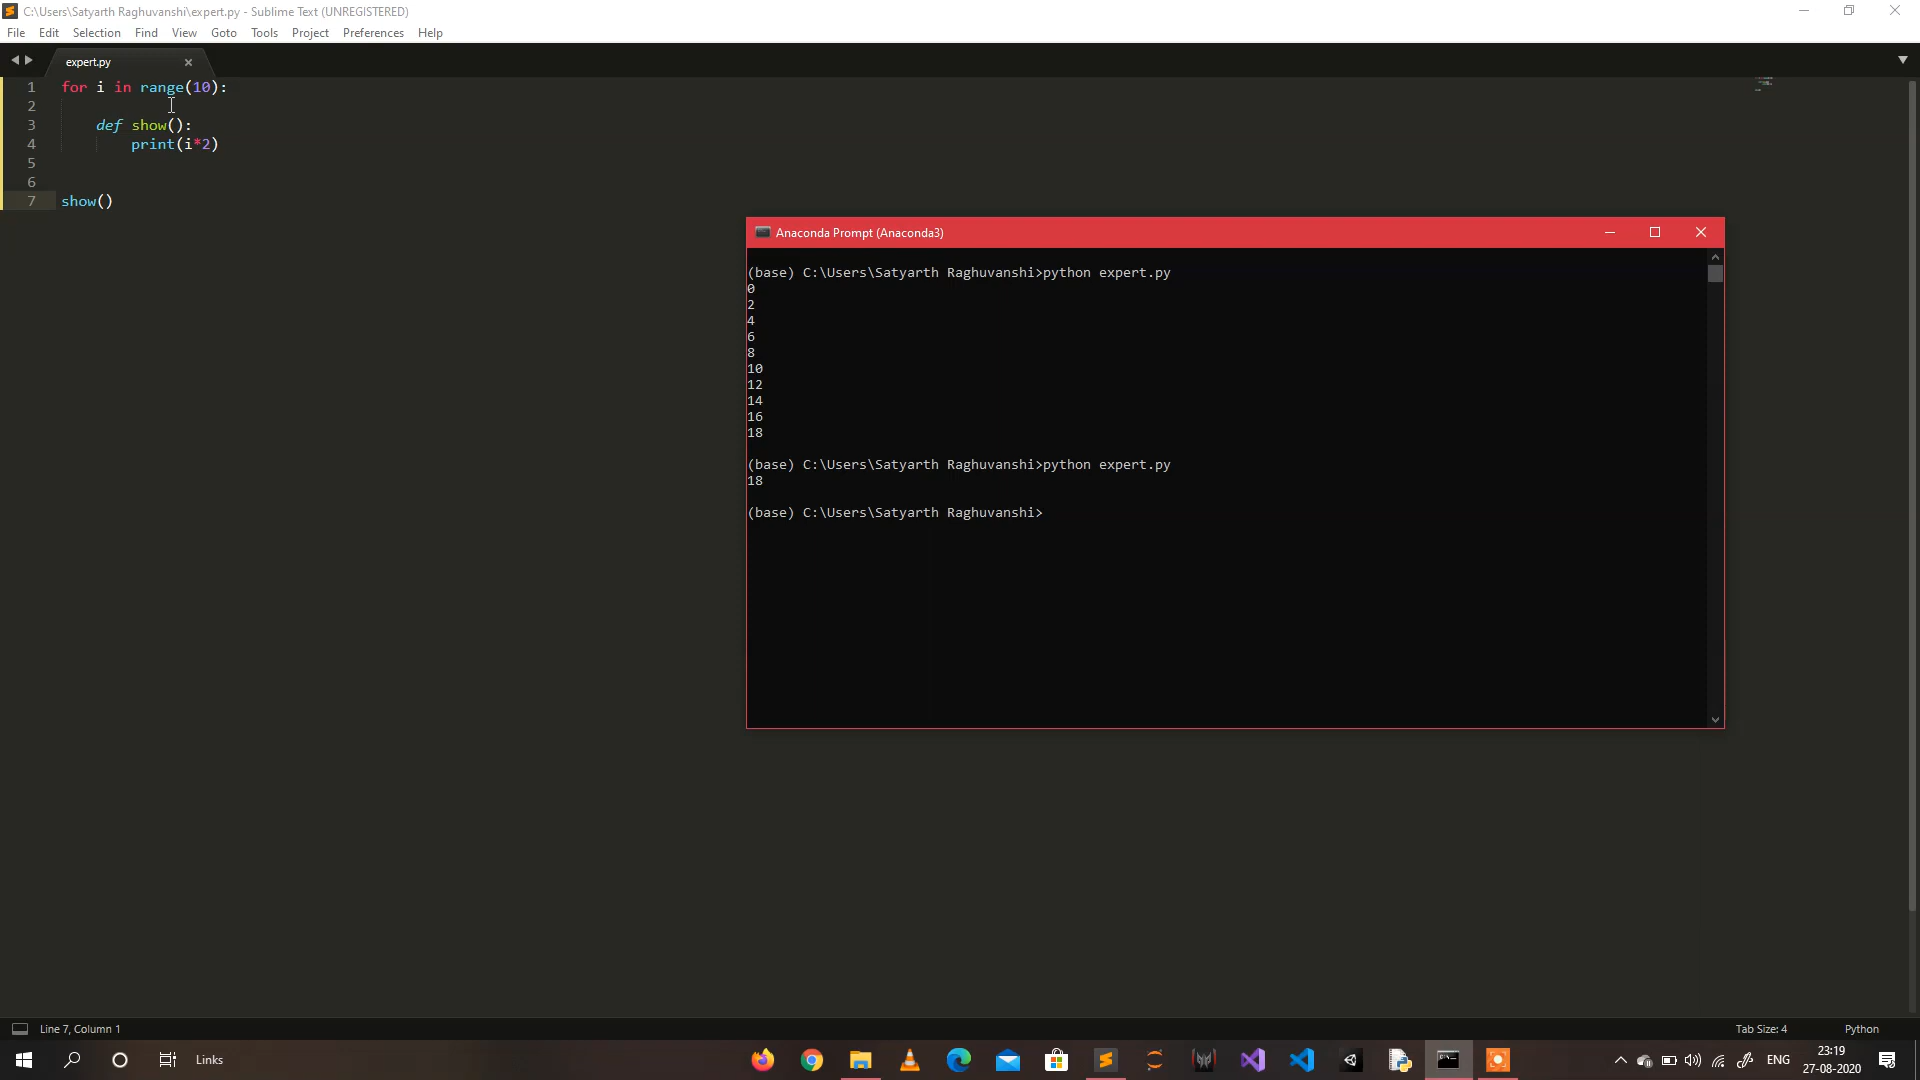 C:\Users\Satyarth Raghuvanshi\expert.py - Sublime Text (UNREGISTERED)
File Edit Selection Find View Goto Tools Project Preferences Help
expert.py
1 for i in range(10):
2
3 def show():
4 print(i*2)
5
6
7 show()
Anaconda Prompt (Anaconda3)
(base) C:\Users\Satyarth Raghuvanshi>python expert.py
0
2
4
6
8
10
12
14
16
18
(base) C:\Users\Satyarth Raghuvanshi>python expert.py
18
(base) C:\Users\Satyarth Raghuvanshi>
Line 7, Column 1 Tab Size: 4 Python
Links ENG 23:19
27-08-2020